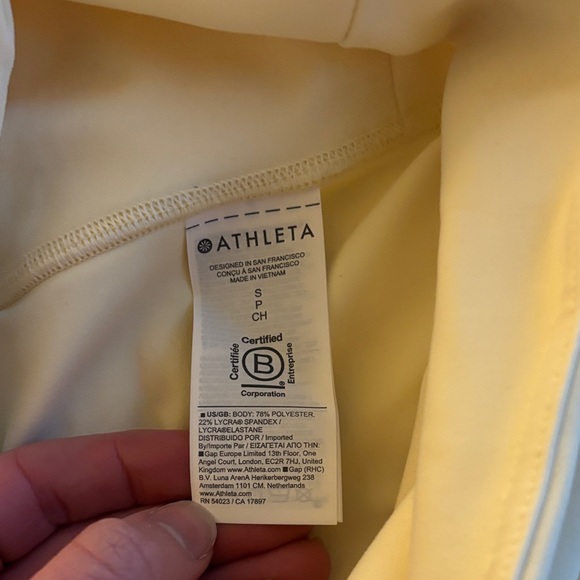 ATHLETA
DESIGNED IN SAN FRANCISCO
CONÇU À SAN FRANCISCO
MADE IN VIETNAM
S
P
CH
Certified
Certifiée
B
Entreprise
Corporation
US/GB: BODY: 78% POLYESTER,
22% LYCRA® SPANDEX /
LYCRA®ELASTANE
DISTRIBUIDO POR / Imported
By/Importe Par / ΕΙΣΑΓΕΤΑΙ ΑΠΟ ΤΗΝ:
■Gap Europe Limited 13th Floor, One
Angel Court, London, EC2R 7HJ, United
Kingdom www.Athleta.com ■Gap (RHC)
B.V. Luna ArenA Herikerbergweg 238
Amsterdam 1101 CM. Netherlands
www.Athleta.com
RN 54023 / CA 17897